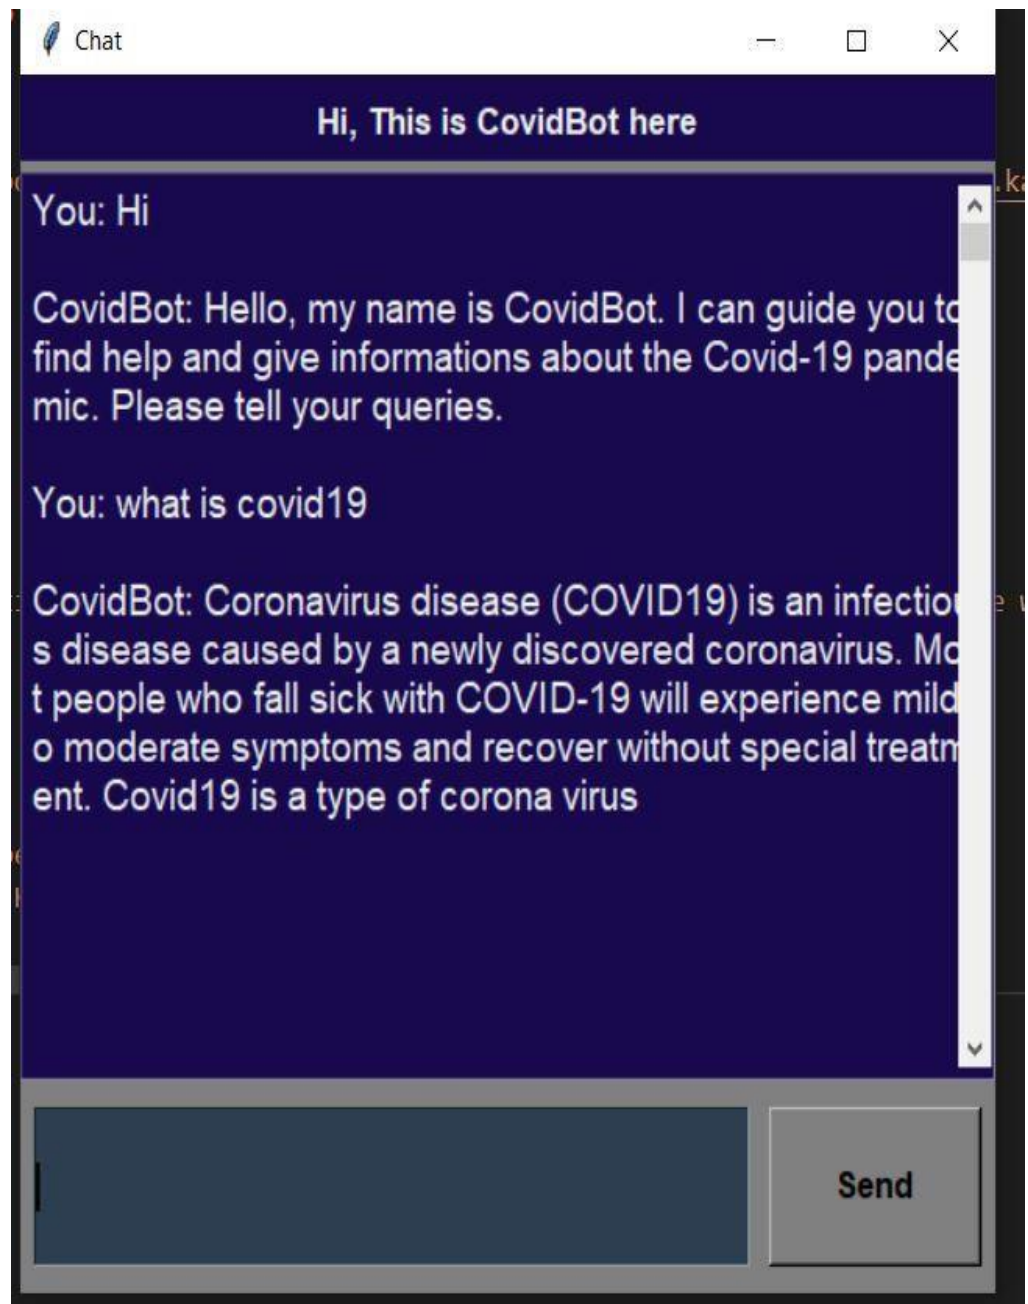 Chat
Hi, This is CovidBot here
.ka
You: Hi
CovidBot: Hello, my name is CovidBot. I can guide you to
find help and give informations about the Covid-19 pande
mic. Please tell your queries.
You: what is covid19
CovidBot: Coronavirus disease (COVID19) is an infectiou
s disease caused by a newly discovered coronavirus. Mo
t people who fall sick with COVID-19 will experience mild
o moderate symptoms and recover without special treatm
ent. Covid19 is a type of corona virus
Send